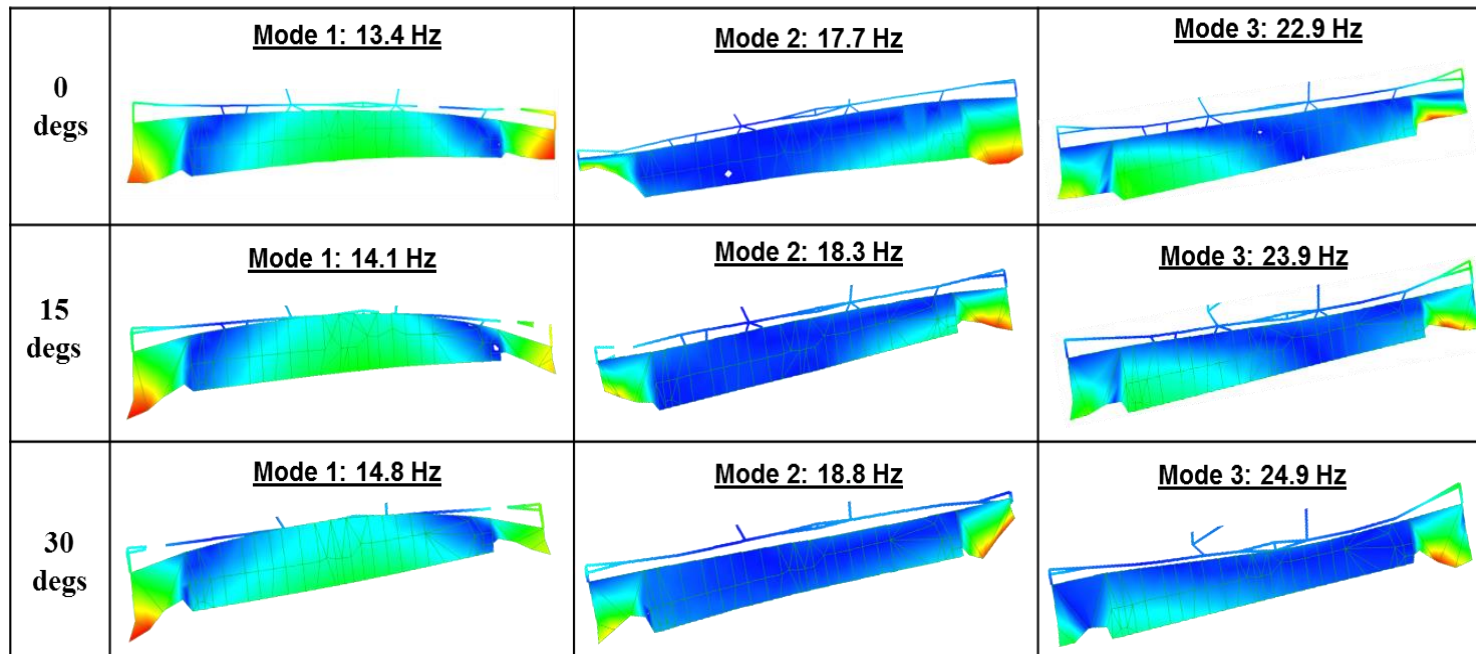 Mode 1: 13.4 Hz
Mode 2: 17.7 Hz
Mode 3: 22.9 Hz
0
degs
Mode 1: 14.1 Hz
Mode 2: 18.3 Hz
Mode 3: 23.9 Hz
15
degs
Mode 1: 14.8 Hz
Mode 2: 18.8 Hz
Mode 3: 24.9 Hz
30
degs